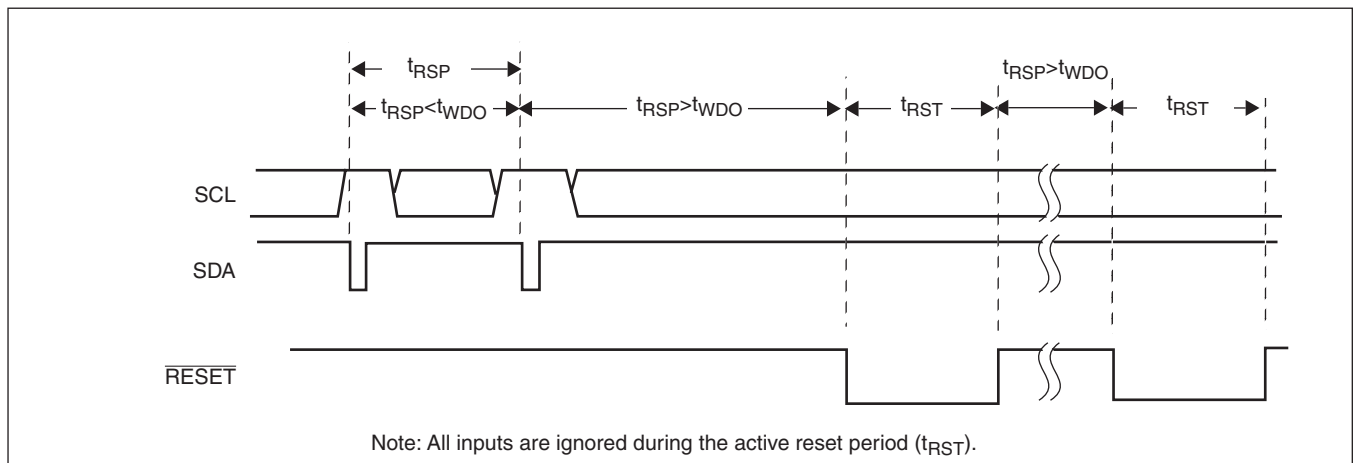 tRSP
tRSP>tWDO
tRSP<tWDO
tRSP>tWDO
tRST
tRST
SCL
SDA
RESET
Note: All inputs are ignored during the active reset period (tRST).